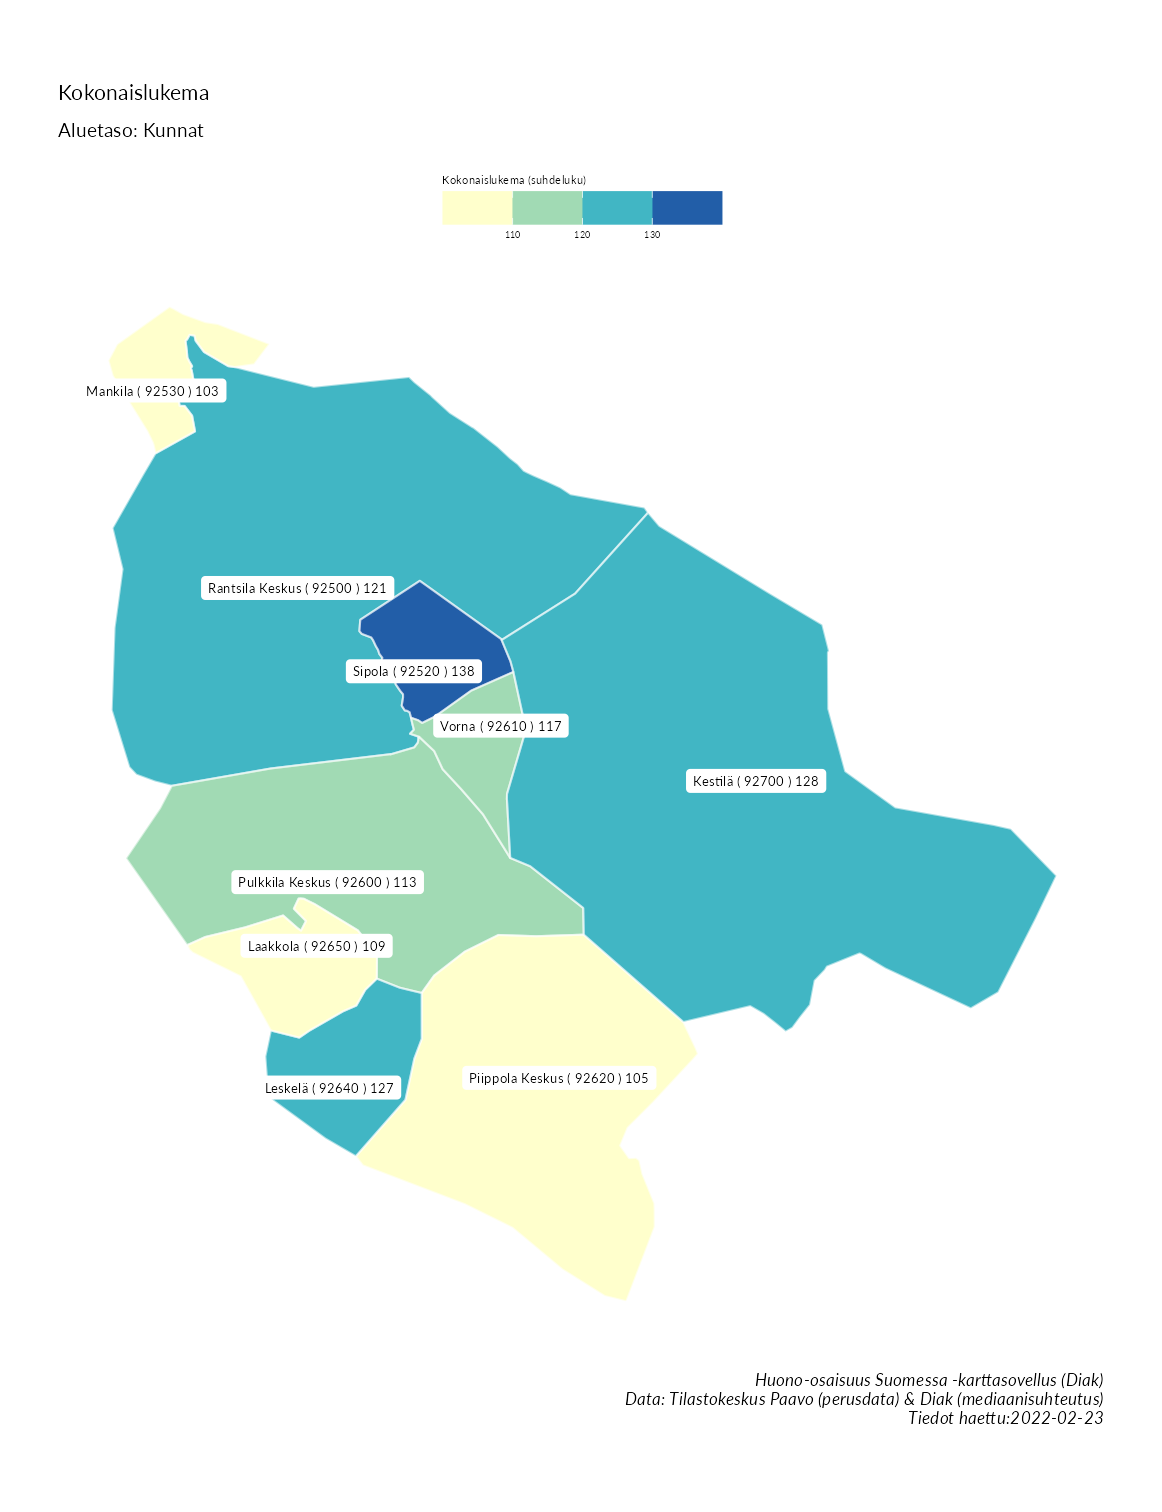 Kokonaislukema
Aluetaso: Kunnat
Kokonaislukema (suhdeluku)
110 120 130
Mankila ( 92530 ) 103
Rantsila Keskus ( 92500 ) 121
Sipola ( 92520 ) 138
Vorna ( 92610 ) 117
Kestilä ( 92700 ) 128
Pulkkila Keskus ( 92600 ) 113
Laakkola ( 92650 ) 109
Piippola Keskus ( 92620 ) 105
Leskelä ( 92640 ) 127
Huono-osaisuus Suomessa -karttasovellus (Diak)
Data: Tilastokeskus Paavo (perusdata) & Diak (mediaanisuhteutus)
Tiedot haettu:2022-02-23